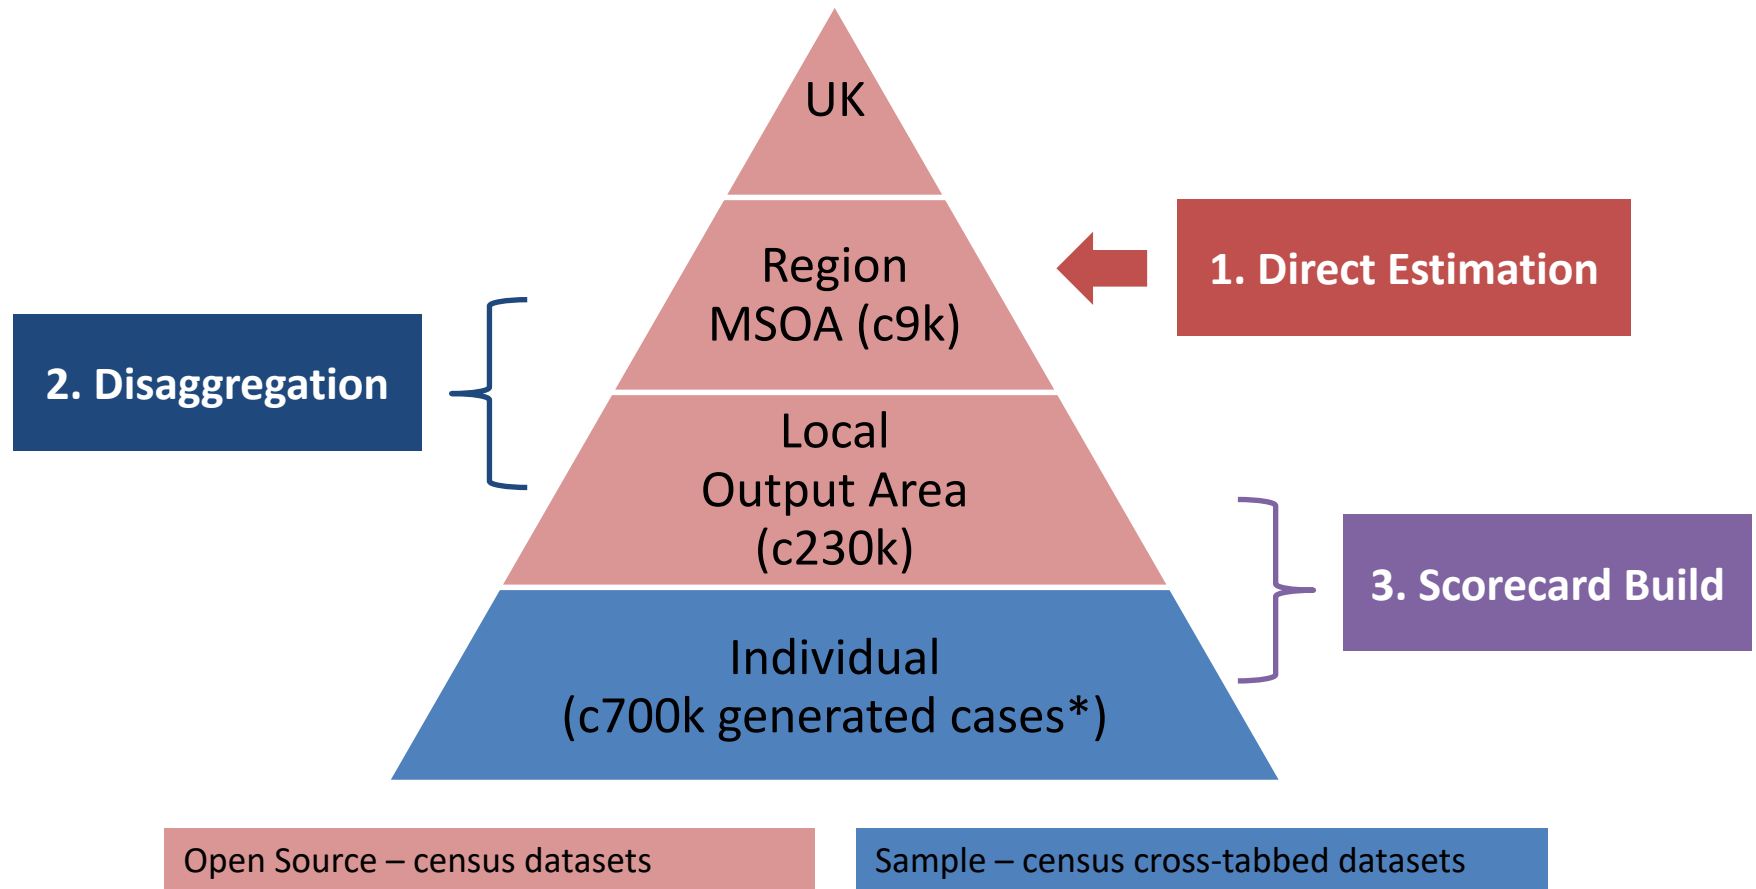 UK
Region
MSOA (c9k)
1. Direct Estimation
2. Disaggregation
Local
Output Area
(c230k)
3. Scorecard Build
Individual
(c700k generated cases*)
Open Source – census datasets
Sample – census cross-tabbed datasets